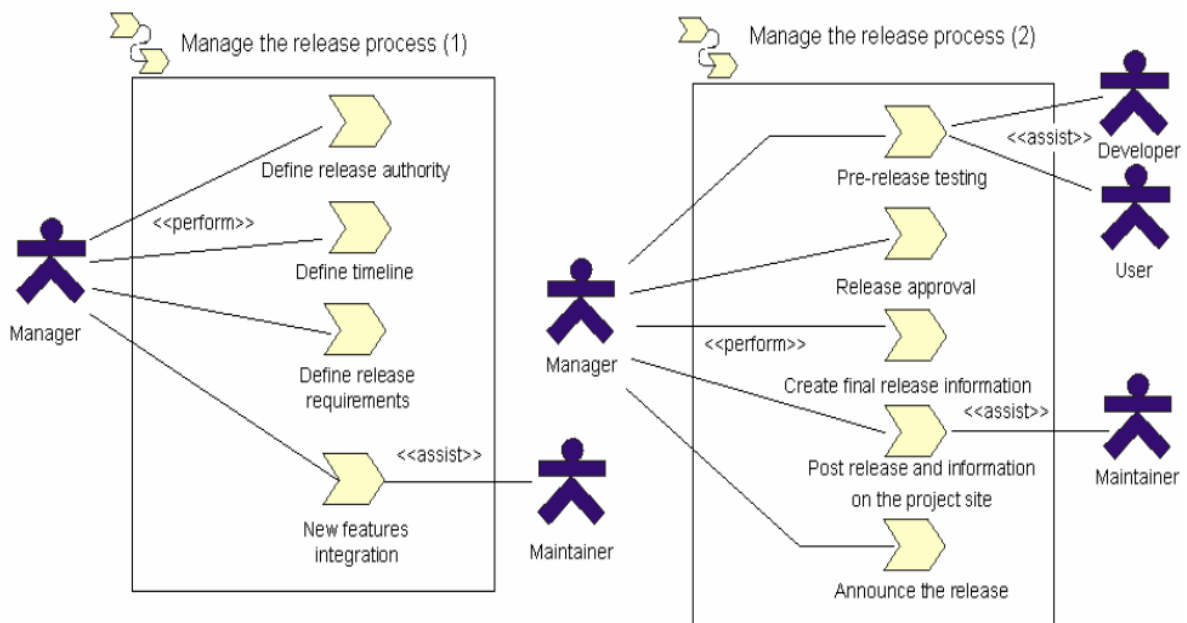 Manage the release process (1)
Define release authority
<<perform>>
Define timeline
Manager
Define release
requirements
<<assist>>
New features
integration
Maintainer
Manage the release process (2)
<<assist>>
Developer
Pre-release testing
User
Release approval
Manager
<<perform>>
Create final release information
<<assist>>
Post release and information
on the project site
Maintainer
Announce the release